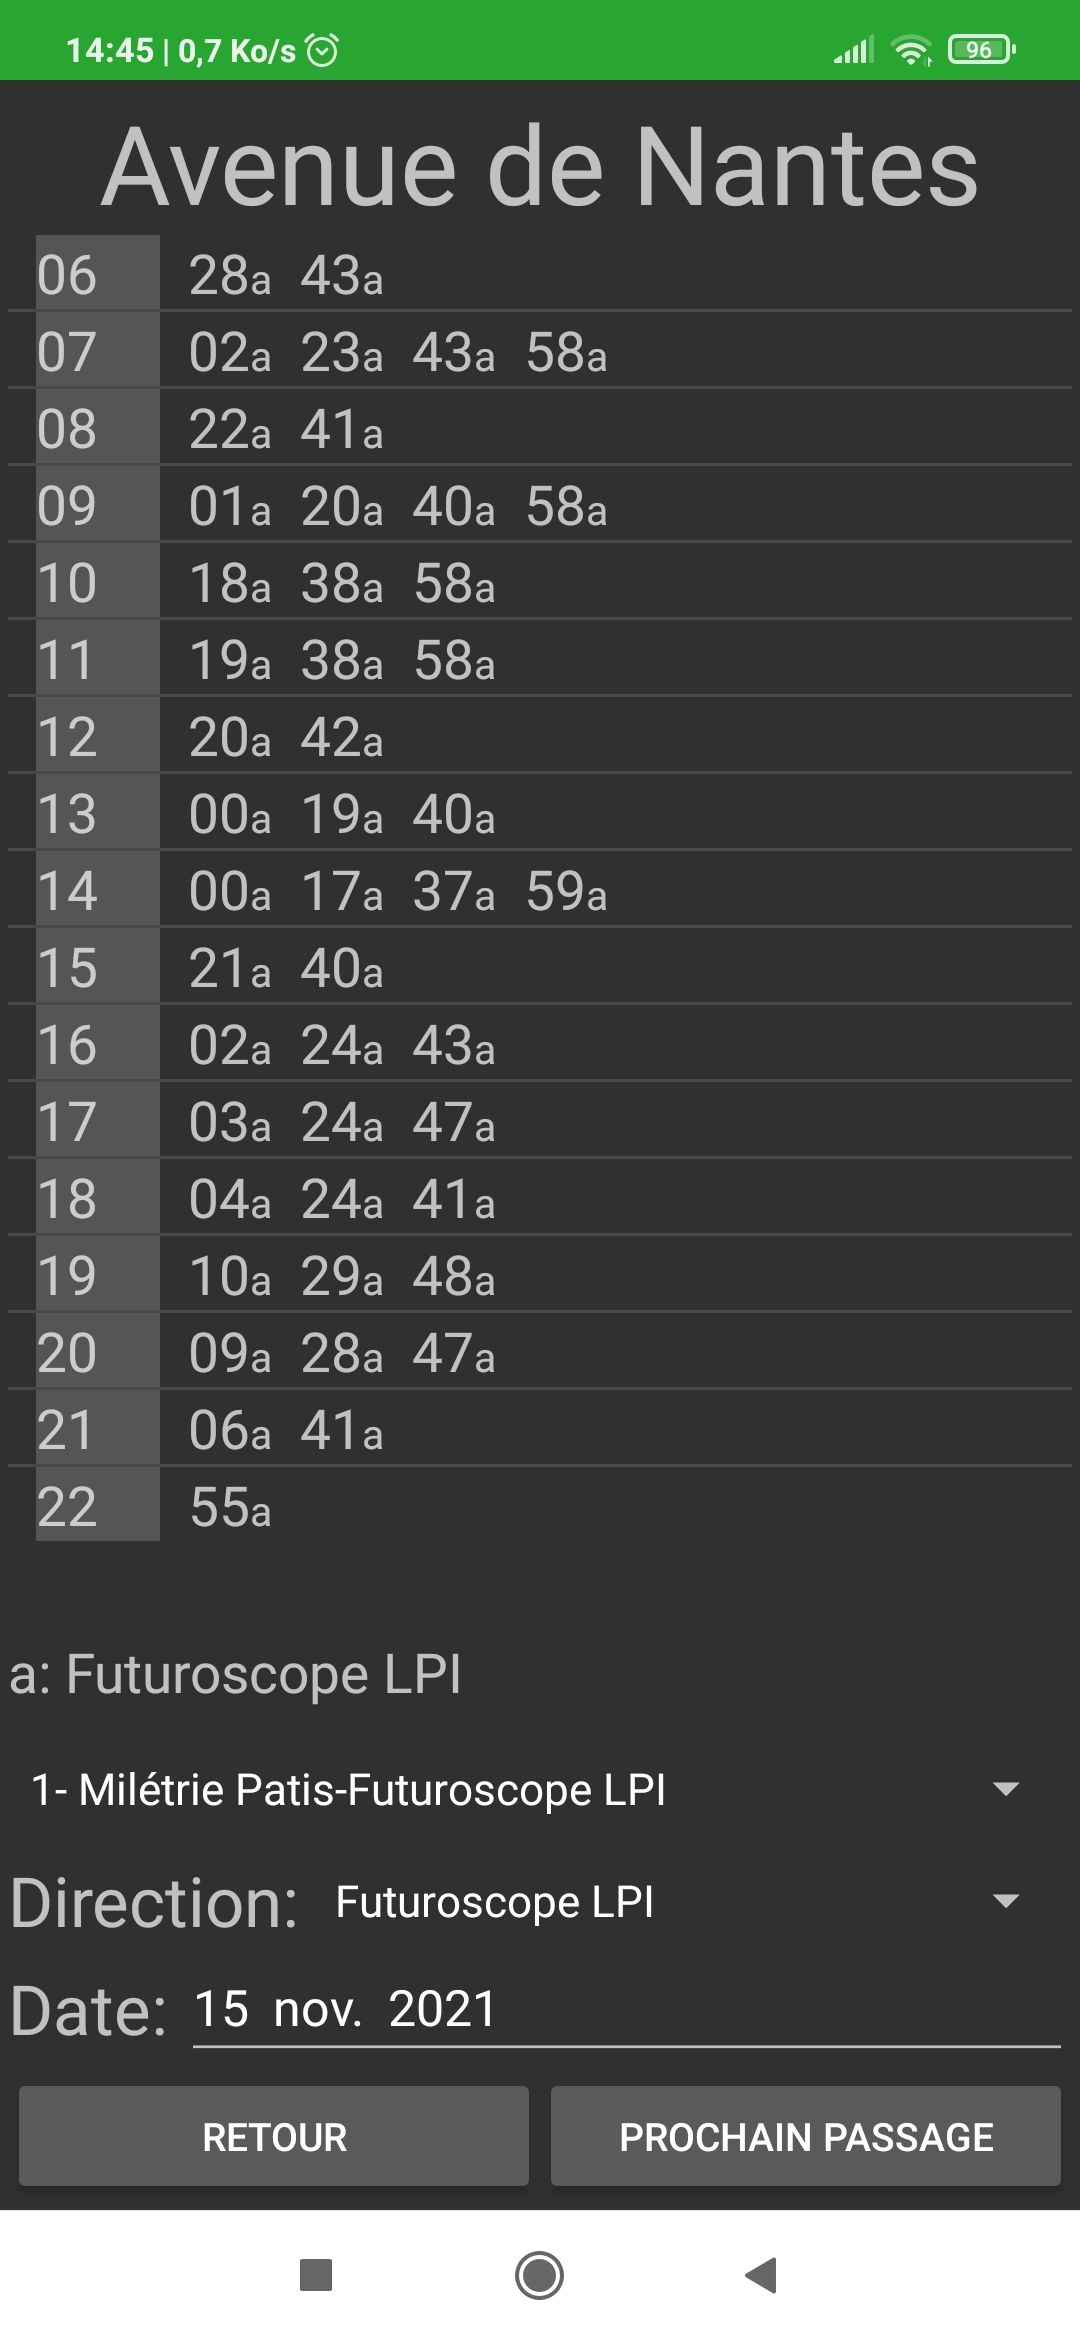 14:45 | 0,7 Ko/s 96
Avenue de Nantes
06 28a 43a
07 02a 23a 43a 58a
08 22a 41a
09 01a 20a 40a 58a
10 18a 38a 58a
11 19a 38a 58a
12 20a 42a
13 00a 19a 40a
14 00a 17a 37a 59a
15 21a 40a
16 02a 24a 43a
17 03a 24a 47a
18 04a 24a 41a
19 10a 29a 48a
20 09a 28a 47a
21 06a 41a
22 55a
a: Futuroscope LPI
1- Milétrie Patis-Futuroscope LPI
Direction: Futuroscope LPI
Date: 15 nov. 2021
RETOUR PROCHAIN PASSAGE